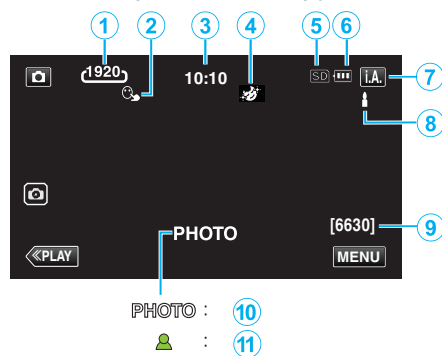 1 2 3 4 5 6
1920 10:10 SD i.A. 7
8
[6630] 9
PHOTO
≪PLAY MENU
PHOTO : 10
: 11